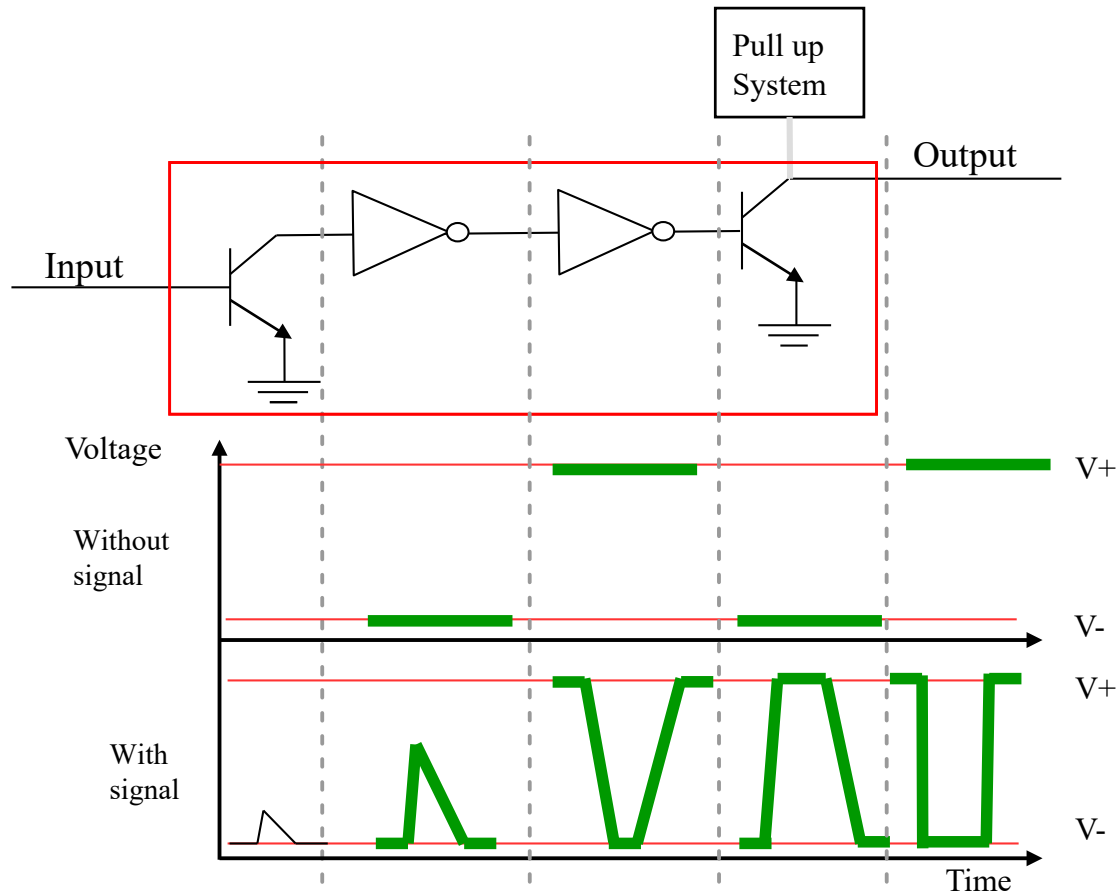 Pull up
System
Output
Input
Voltage
V+
Without
signal
V-
V+
With
signal
V-
Time